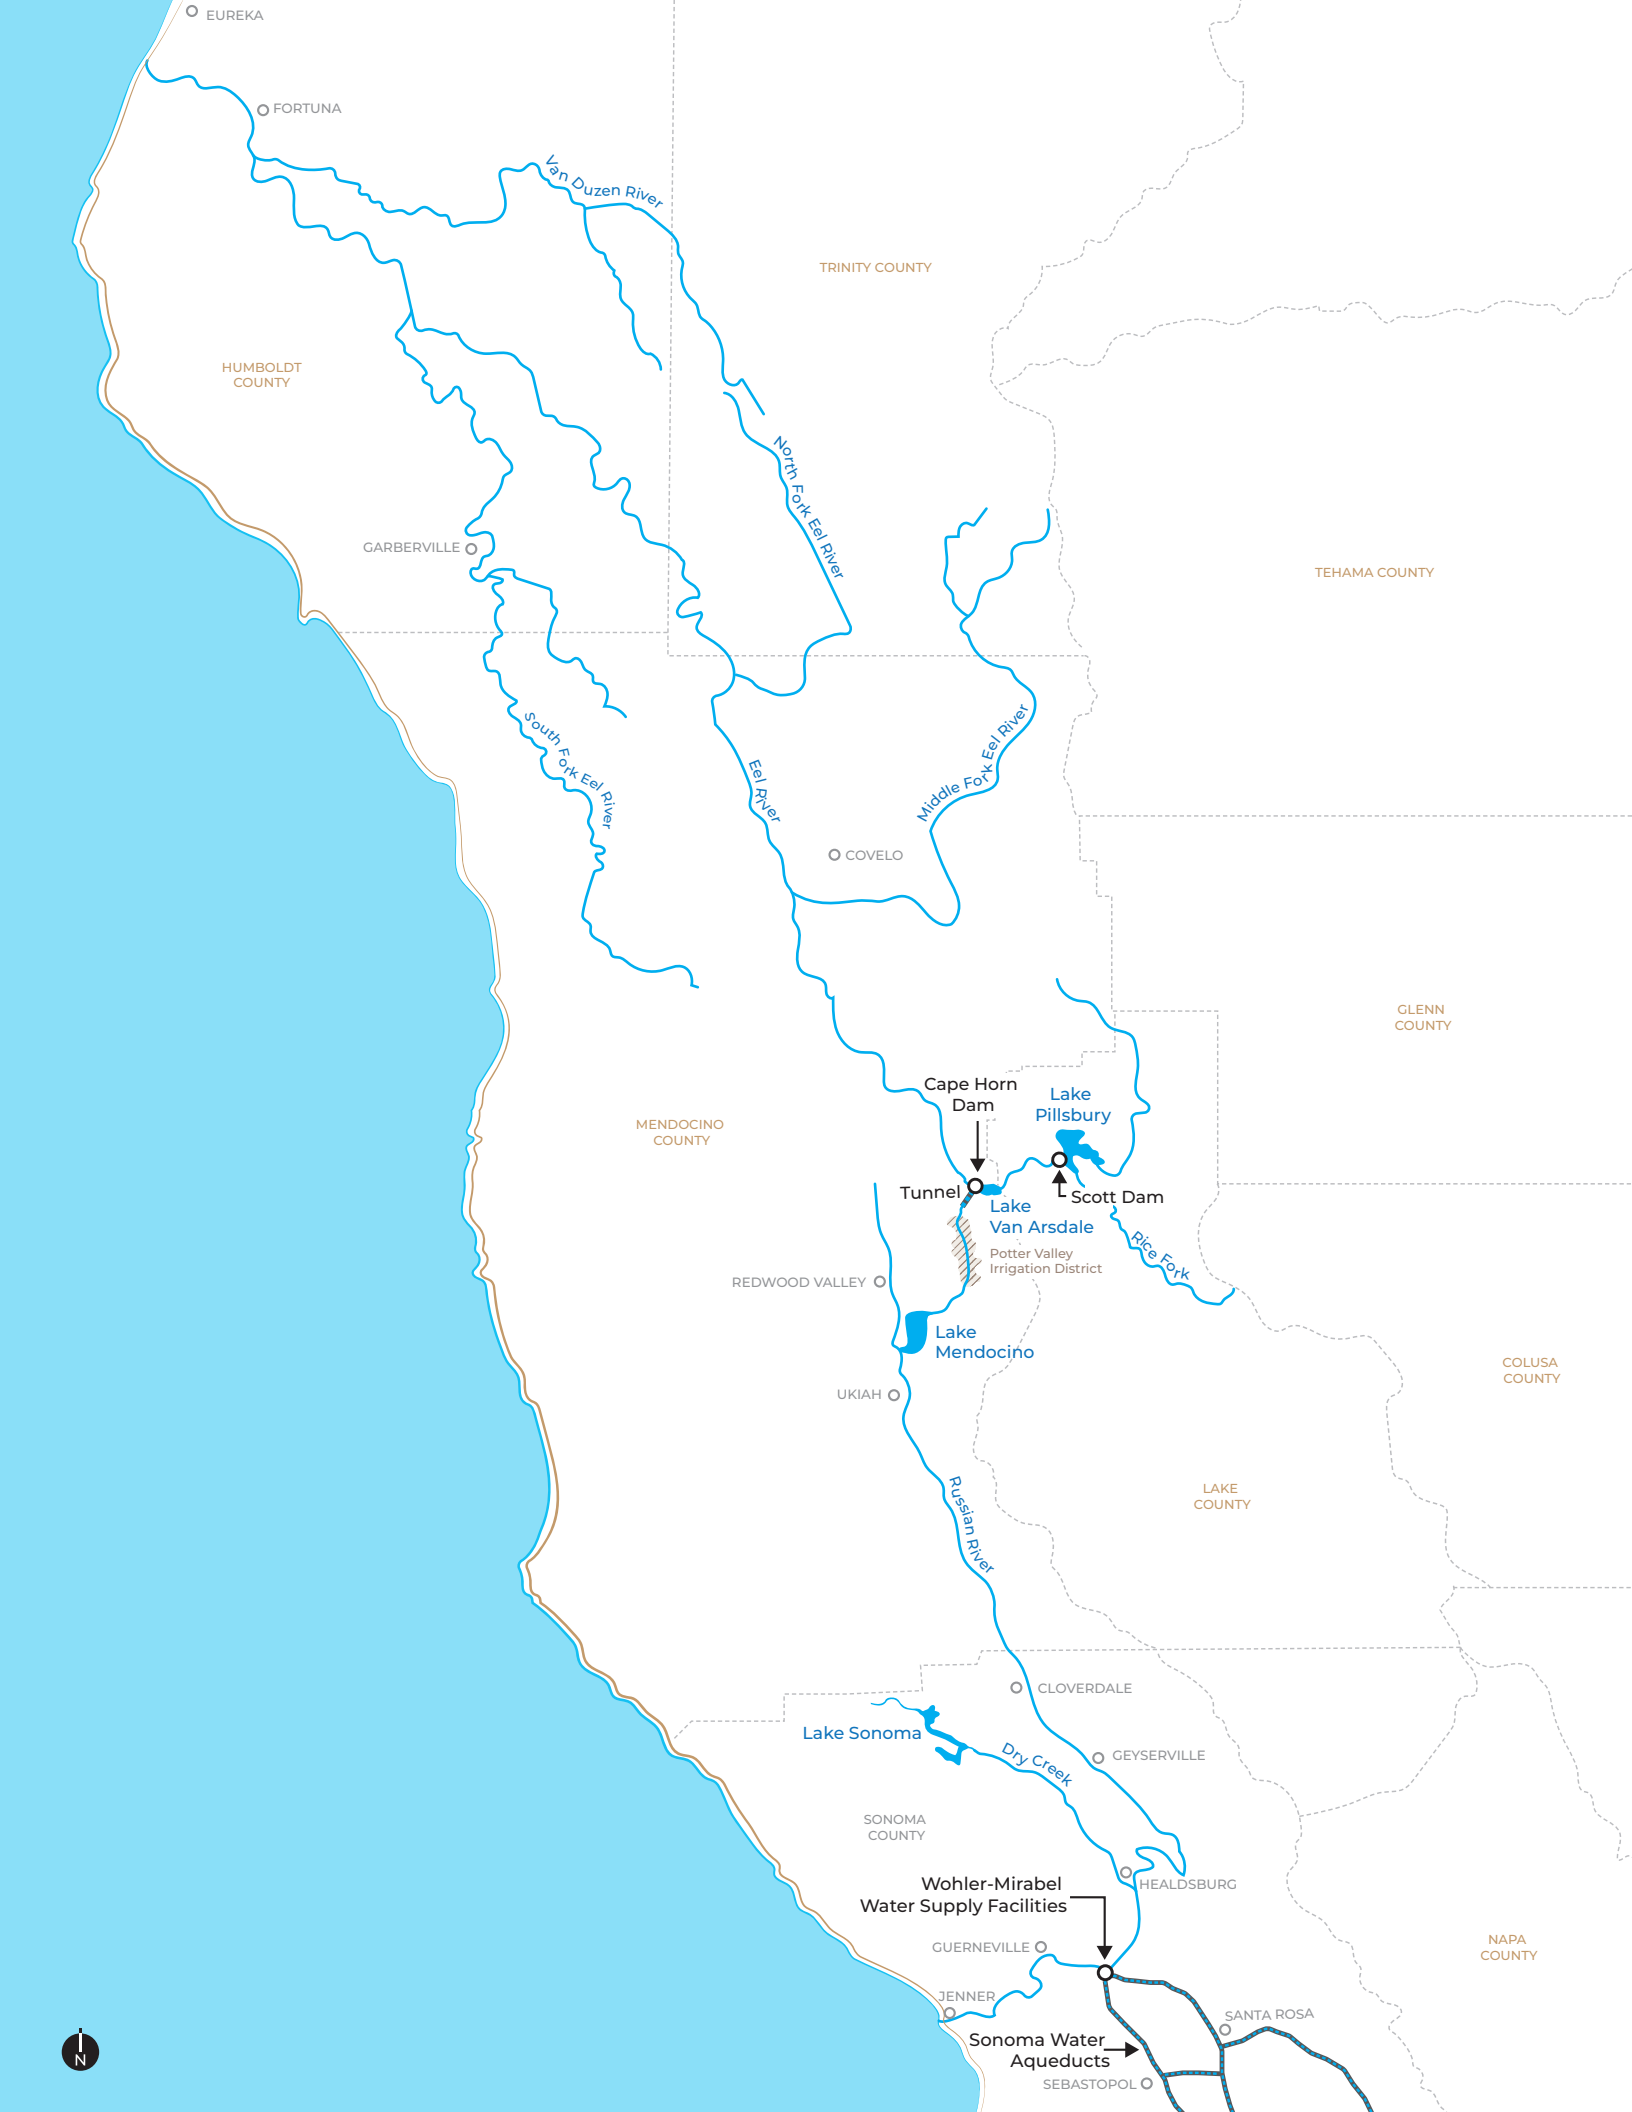 EUREKA
FORTUNA
Van Duzen River
TRINITY COUNTY
HUMBOLDT
COUNTY
North Fork Eel River
GARBERVILLE
TEHAMA COUNTY
South Fork Eel River
Eel River
Middle Fork Eel River
COVELO
GLENN
COUNTY
Cape Horn
Dam
Lake
Pillsbury
MENDOCINO
COUNTY
Tunnel
Scott Dam
Lake
Van Arsdale
Rice Fork
Potter Valley
Irrigation District
REDWOOD VALLEY
Lake
Mendocino
COLUSA
COUNTY
UKIAH
Russian River
LAKE
COUNTY
CLOVERDALE
Lake Sonoma
Dry Creek
GEYSERVILLE
SONOMA
COUNTY
Wohler-Mirabel
Water Supply Facilities
HEALDSBURG
GUERNEVILLE
NAPA
COUNTY
JENNER
SANTA ROSA
Sonoma Water
Aqueducts
SEBASTOPOL
N